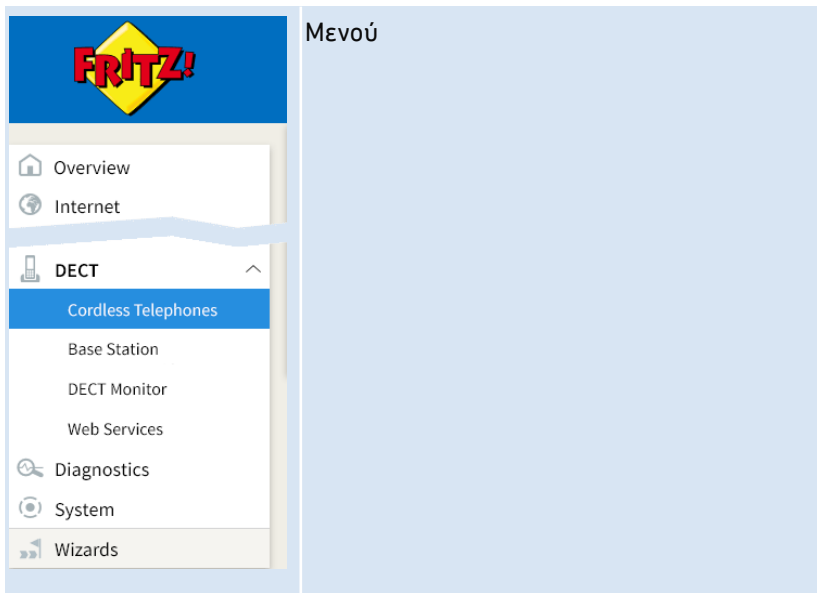 FRITZ!
Μενού
Overview
Internet
DECT
Cordless Telephones
Base Station
DECT Monitor
Web Services
Diagnostics
System
Wizards